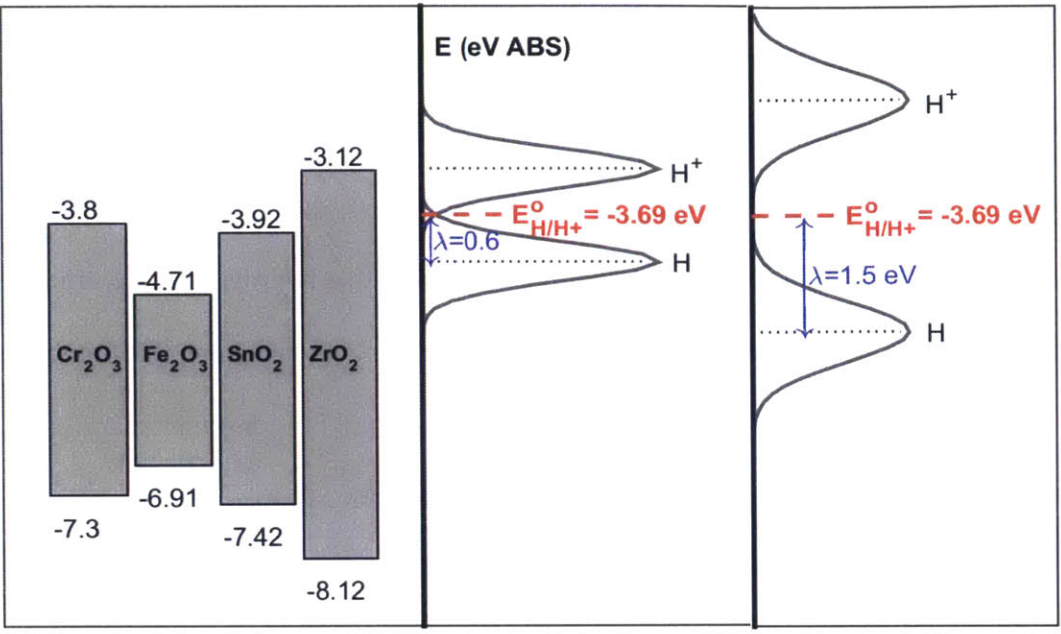 E (eV ABS)
-3.8
-4.71
-3.92
-3.12
Cr₂O₃
Fe₂O₃
SnO₂
ZrO₂
-7.3
-6.91
-7.42
-8.12
H⁺
E°H/H+ = -3.69 eV
λ=0.6
H
H⁺
E°H/H+ = -3.69 eV
λ=1.5 eV
H